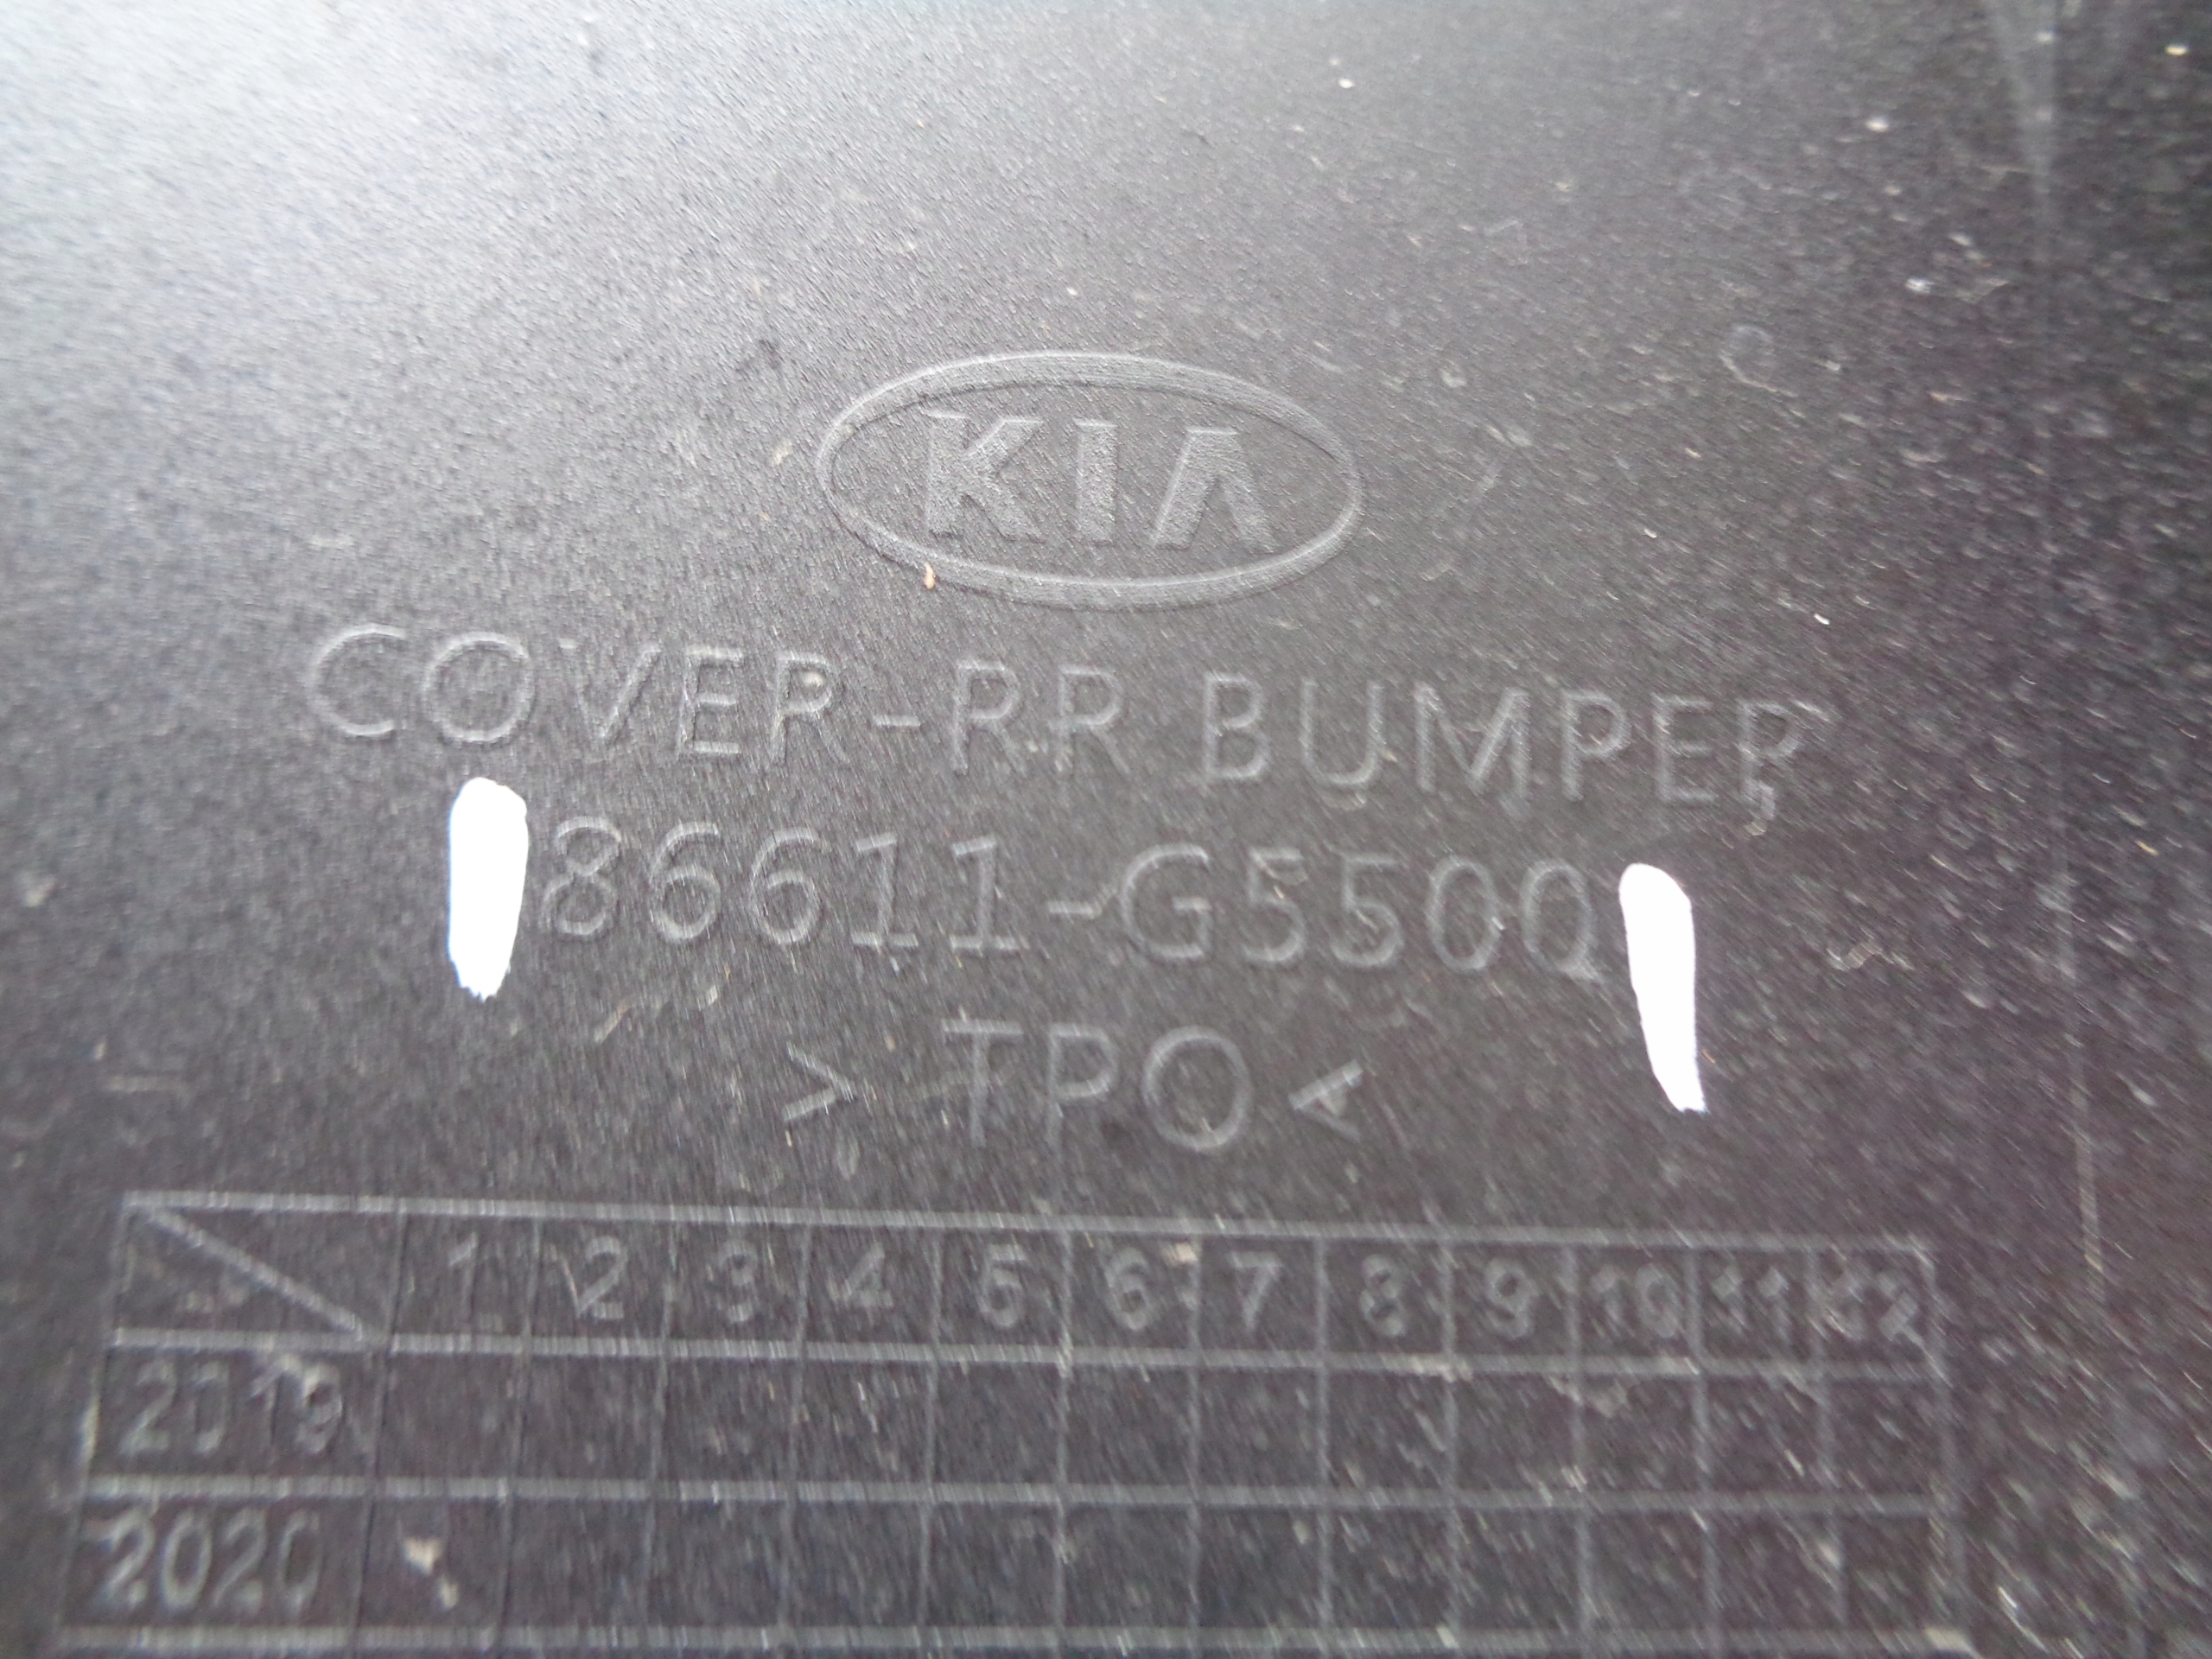 KIA
COVER-RR BUMPER
86611-G5500
> TPO <
1 2 3 4 5 6 7 8 9 10 11 12
2019
2020